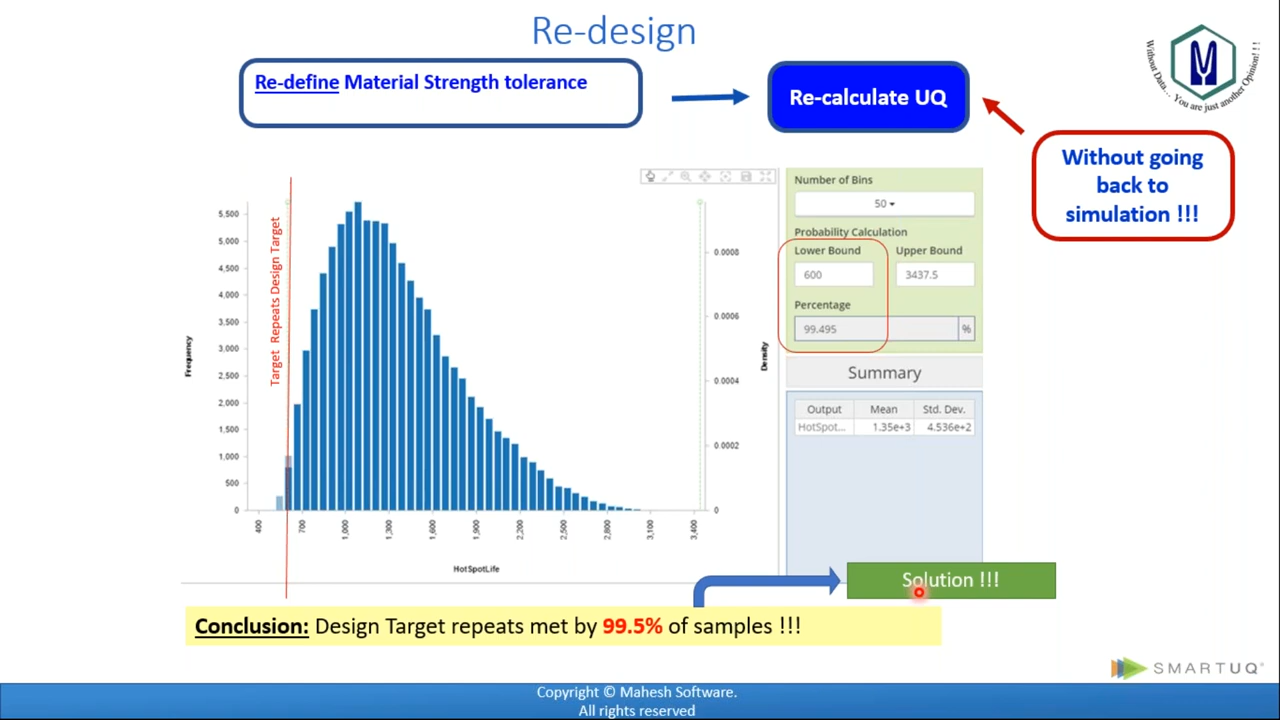 Re-design
Re-define Material Strength tolerance
Re-calculate UQ
Without Data... You are just another Opinion!!!
Without going
back to
simulation !!!
Target Repeats Design Target
Frequency
5,500
5,000
4,500
4,000
3,500
3,000
2,500
2,000
1,500
1,000
500
0
400
700
1,000
1,300
1,600
1,900
2,200
2,500
2,800
3,100
3,400
HotSpotLife
0.0008
0.0006
0.0004
0.0002
0
Density
Number of Bins
50
Probability Calculation
Lower Bound Upper Bound
600 3437.5
Percentage
99.495 %
Summary
Output Mean Std. Dev.
HotSpot... 1.35e+3 4.536e+2
Solution !!!
Conclusion: Design Target repeats met by 99.5% of samples !!!
SMARTUQ®
Copyright © Mahesh Software.
All rights reserved